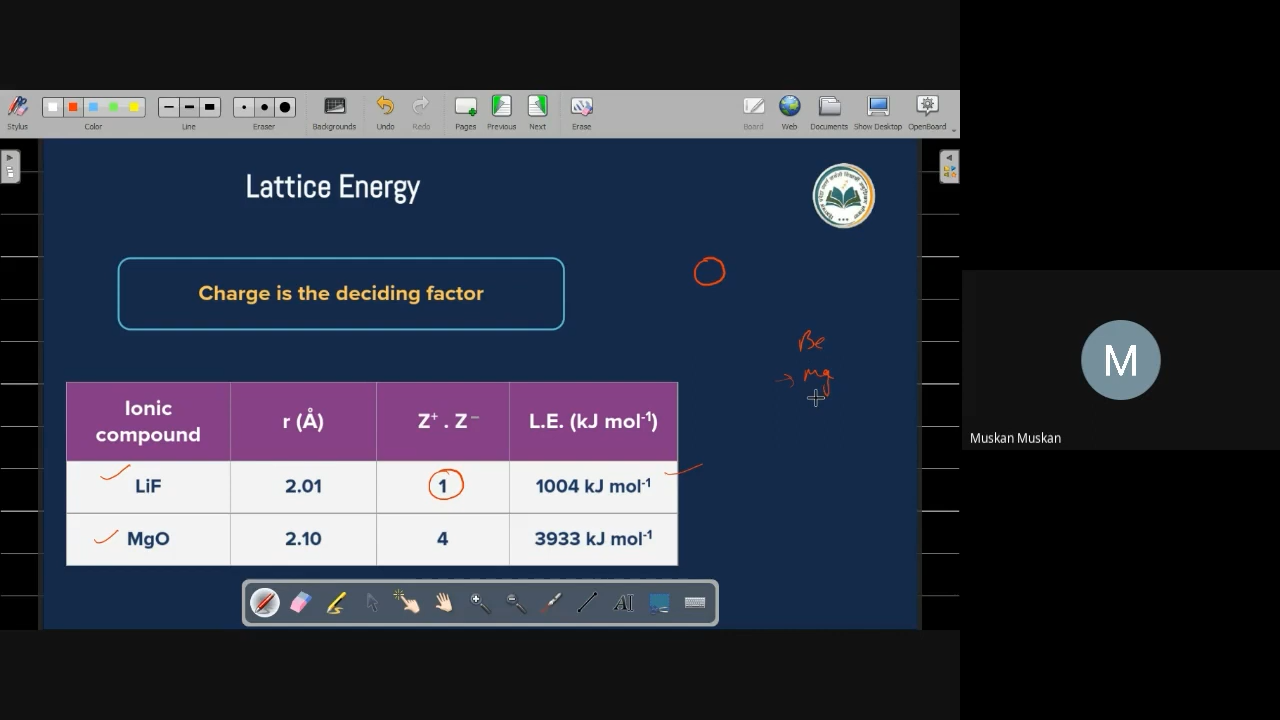 Stylus
Color
Line
Eraser
Backgrounds
Undo
Redo
Pages
Previous
Next
Erase
Board
Web
Documents
Show Desktop
OpenBoard
Lattice Energy
Charge is the deciding factor
Be
→ Mg
Ionic compound r (Å) Z⁺ . Z⁻ L.E. (kJ mol⁻¹)
LiF 2.01 1 1004 kJ mol⁻¹
MgO 2.10 4 3933 kJ mol⁻¹
AI
M
Muskan Muskan